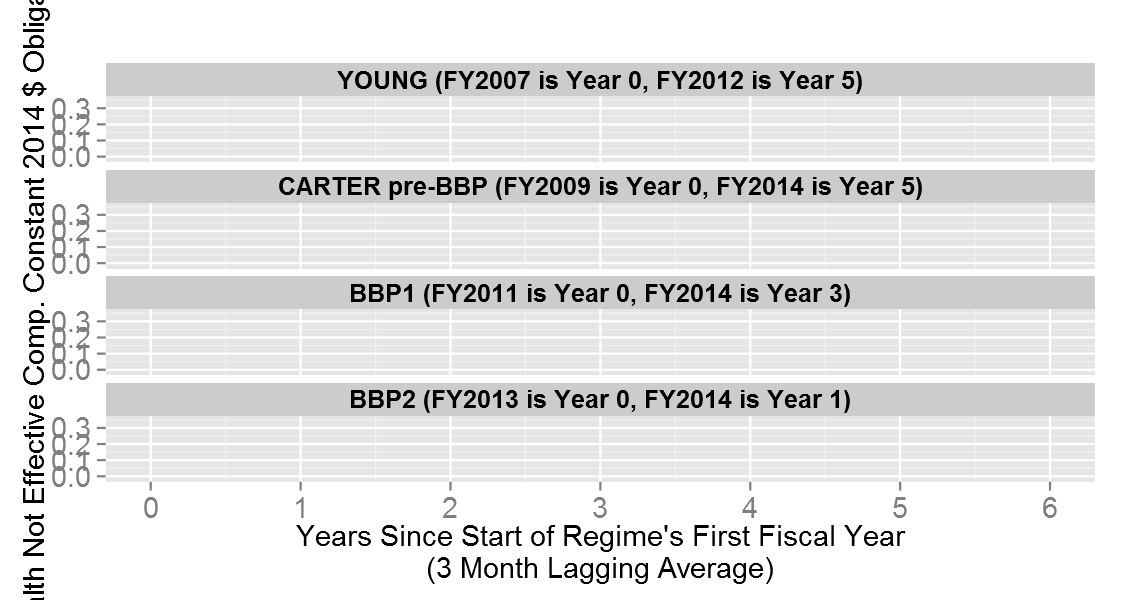 Not Effective Comp. Constant 2014 $
YOUNG (FY2007 is Year 0, FY2012 is Year 5)
0.3
0.2
0.1
0.0
CARTER pre-BBP (FY2009 is Year 0, FY2014 is Year 5)
0.3
0.2
0.1
0.0
BBP1 (FY2011 is Year 0, FY2014 is Year 3)
0.3
0.2
0.1
0.0
BBP2 (FY2013 is Year 0, FY2014 is Year 1)
0.3
0.2
0.1
0.0
0 1 2 3 4 5 6
Years Since Start of Regime's First Fiscal Year
(3 Month Lagging Average)